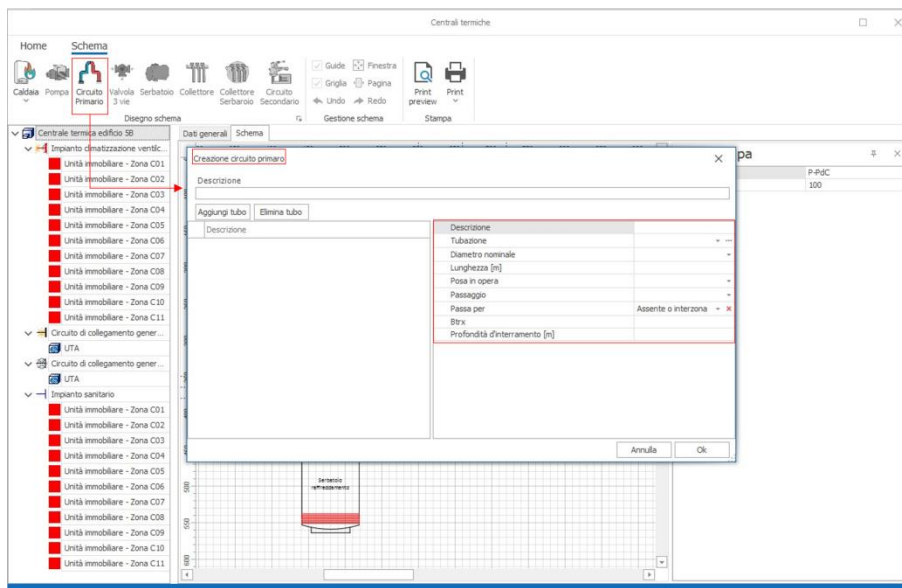 Centrali termiche
Home Schema
Caldaia Pompa Circuito Primario Valvola 3 vie Serbatoio Collettore Collettore Serbaroio Circuito Secondario
Guide Finestra
Griglia Pagina
Undo Redo
Print preview Print
Disegno schema Gestione schema Stampa
Centrale termica edificio SB
Impianto climatizzazione ventilc...
Unità immobiliare - Zona C01
Unità immobiliare - Zona C02
Unità immobiliare - Zona C03
Unità immobiliare - Zona C04
Unità immobiliare - Zona C05
Unità immobiliare - Zona C06
Unità immobiliare - Zona C07
Unità immobiliare - Zona C08
Unità immobiliare - Zona C09
Unità immobiliare - Zona C10
Unità immobiliare - Zona C11
Circuito di collegamento gener...
UTA
Circuito di collegamento gener...
UTA
Impianto sanitario
Unità immobiliare - Zona C01
Unità immobiliare - Zona C02
Unità immobiliare - Zona C03
Unità immobiliare - Zona C04
Unità immobiliare - Zona C05
Unità immobiliare - Zona C06
Unità immobiliare - Zona C07
Unità immobiliare - Zona C08
Unità immobiliare - Zona C09
Unità immobiliare - Zona C10
Unità immobiliare - Zona C11
Dati generali Schema
Creazione circuito primaro
Descrizione
Aggiungi tubo Elimina tubo
Descrizione
Descrizione
Tubazione
Diametro nominale
Lunghezza [m]
Posa in opera
Passaggio
Passa per Assente o interzona
Btrx
Profondità d'interramento [m]
Annulla Ok
pa
P-PdC
100
Serbatoio
raffrescamento
500
550
600